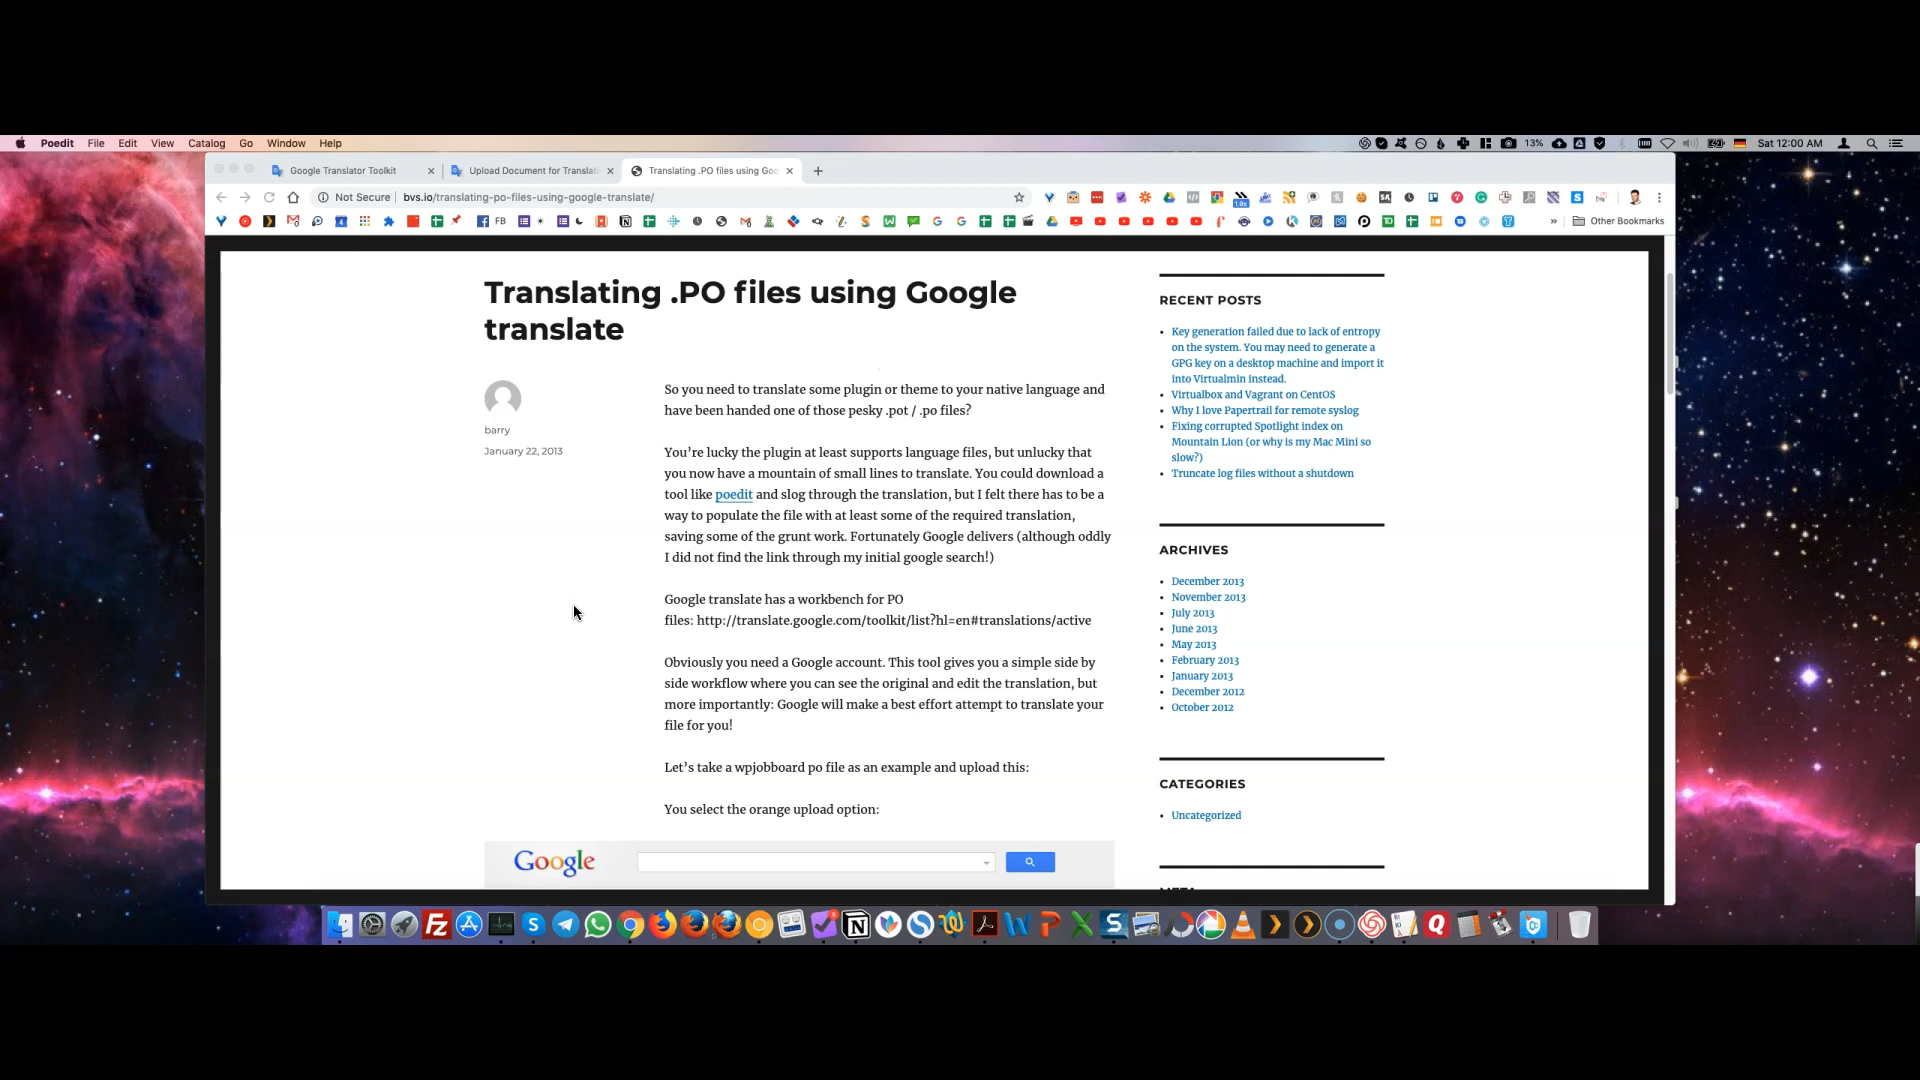 Poedit File Edit View Catalog Go Window Help
13% Sat 12:00 AM
Google Translator Toolkit
Upload Document for Translati
Translating .PO files using Goo
Not Secure bvs.io/translating-po-files-using-google-translate/
1.9x SA
FB
Other Bookmarks
Translating .PO files using Google
translate
barry
January 22, 2013
So you need to translate some plugin or theme to your native language and
have been handed one of those pesky .pot / .po files?
You’re lucky the plugin at least supports language files, but unlucky that
you now have a mountain of small lines to translate. You could download a
tool like poedit and slog through the translation, but I felt there has to be a
way to populate the file with at least some of the required translation,
saving some of the grunt work. Fortunately Google delivers (although oddly
I did not find the link through my initial google search!)
Google translate has a workbench for PO
files: http://translate.google.com/toolkit/list?hl=en#translations/active
Obviously you need a Google account. This tool gives you a simple side by
side workflow where you can see the original and edit the translation, but
more importantly: Google will make a best effort attempt to translate your
file for you!
Let’s take a wpjobboard po file as an example and upload this:
You select the orange upload option:
Google
RECENT POSTS
Key generation failed due to lack of entropy
on the system. You may need to generate a
GPG key on a desktop machine and import it
into Virtualmin instead.
Virtualbox and Vagrant on CentOS
Why I love Papertrail for remote syslog
Fixing corrupted Spotlight index on
Mountain Lion (or why is my Mac Mini so
slow?)
Truncate log files without a shutdown
ARCHIVES
December 2013
November 2013
July 2013
June 2013
May 2013
February 2013
January 2013
December 2012
October 2012
CATEGORIES
Uncategorized
META